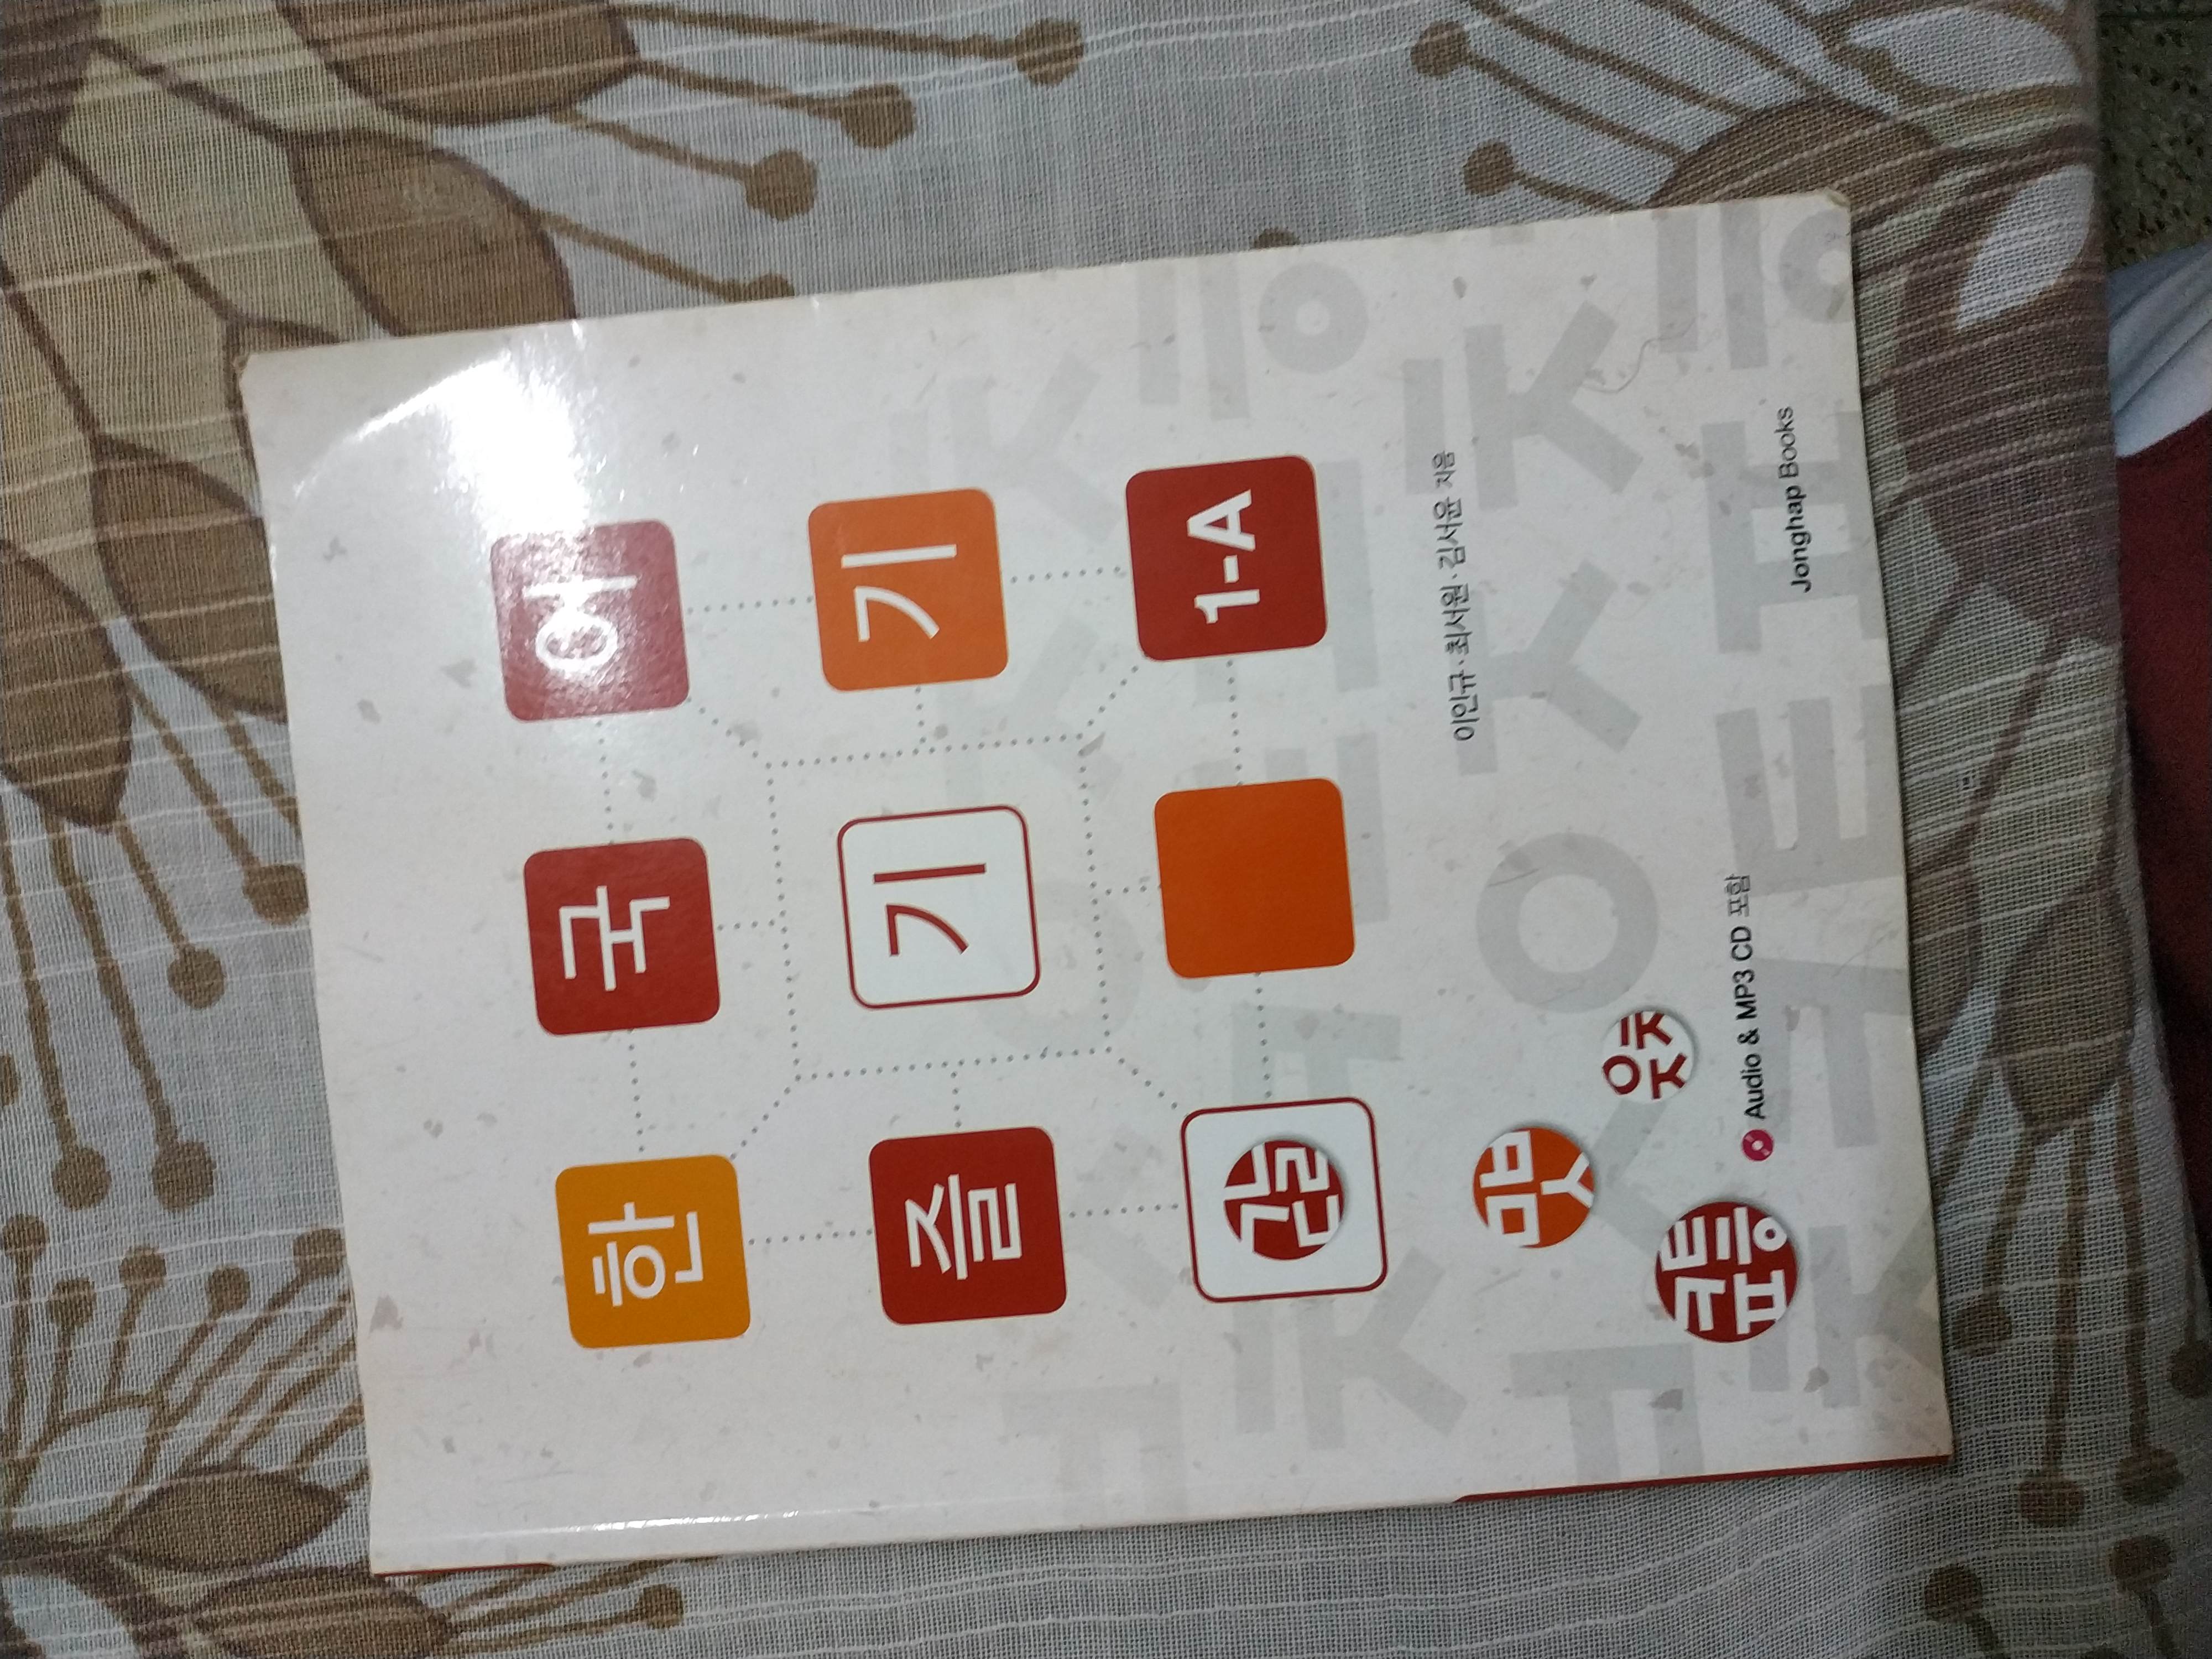 한 국 어
즐 기 기
1-A
이인규·최서원·김서윤 지음
Audio & MP3 CD 포함
Jonghap Books